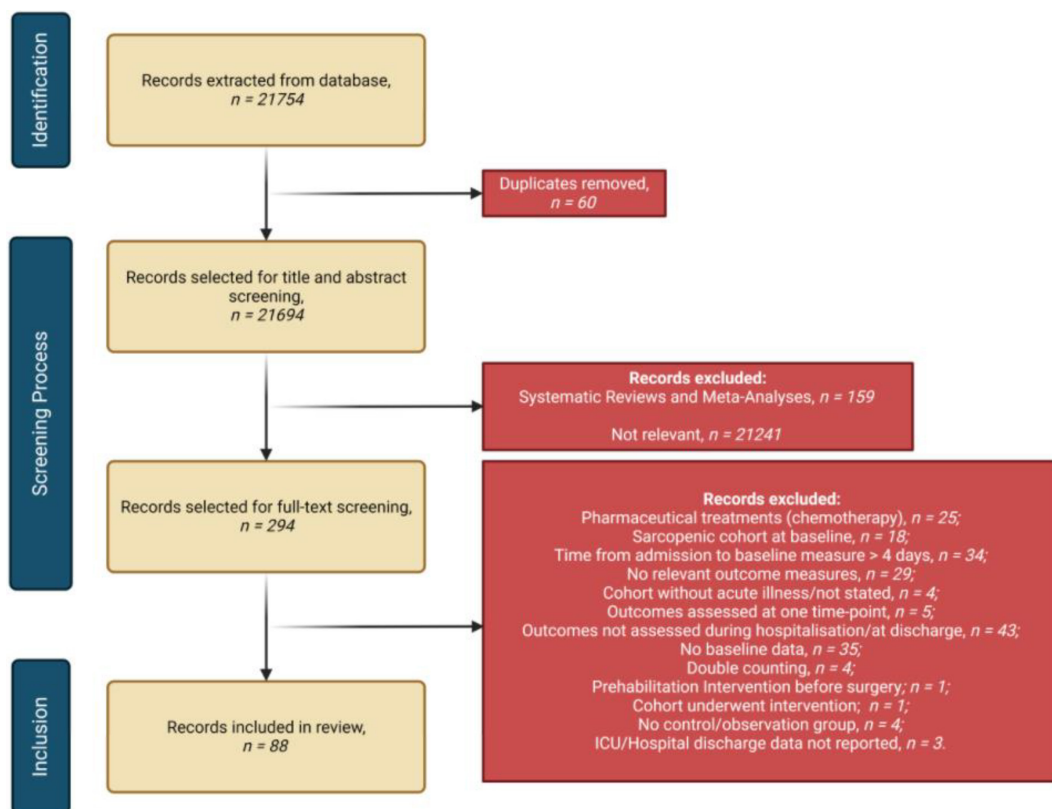 Identification
Records extracted from database,
n = 21754
Duplicates removed,
n = 60
Screening Process
Records selected for title and abstract
screening,
n = 21694
Records excluded:
Systematic Reviews and Meta-Analyses, n = 159
Not relevant, n = 21241
Records selected for full-text screening,
n = 294
Records excluded:
Pharmaceutical treatments (chemotherapy), n = 25;
Sarcopenic cohort at baseline, n = 18;
Time from admission to baseline measure > 4 days, n = 34;
No relevant outcome measures, n = 29;
Cohort without acute illness/not stated, n = 4;
Outcomes assessed at one time-point, n = 5;
Outcomes not assessed during hospitalisation/at discharge, n = 43;
No baseline data, n = 35;
Double counting, n = 4;
Prehabilitation Intervention before surgery; n = 1;
Cohort underwent intervention; n = 1;
No control/observation group, n = 4;
ICU/Hospital discharge data not reported, n = 3.
Inclusion
Records included in review,
n = 88